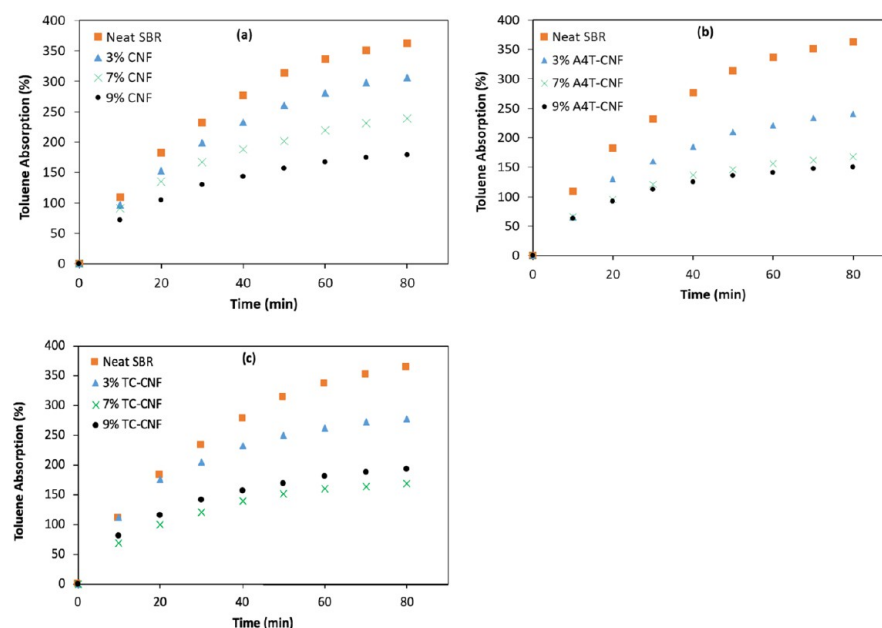 (a)
Neat SBR
3% CNF
7% CNF
9% CNF
Toluene Absorption (%)
400
350
300
250
200
150
100
50
0
0 20 40 60 80
Time (min)
(b)
Neat SBR
3% A4T-CNF
7% A4T-CNF
9% A4T-CNF
Toluene Absorption (%)
400
350
300
250
200
150
100
50
0
0 20 40 60 80
Time (min)
(c)
Neat SBR
3% TC-CNF
7% TC-CNF
9% TC-CNF
Toluene Absorption (%)
400
350
300
250
200
150
100
50
0
0 20 40 60 80
Time (min)